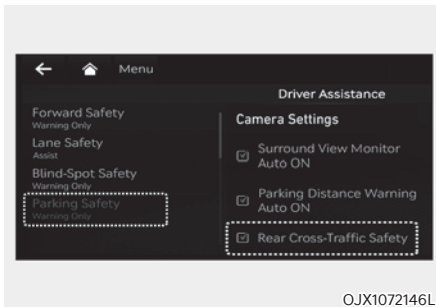 Menu
Driver Assistance
Forward Safety
Warning Only
Lane Safety
Assist
Blind-Spot Safety
Warning Only
Parking Safety
Warning Only
Camera Settings
Surround View Monitor
Auto ON
Parking Distance Warning
Auto ON
Rear Cross-Traffic Safety
OJX1072146L